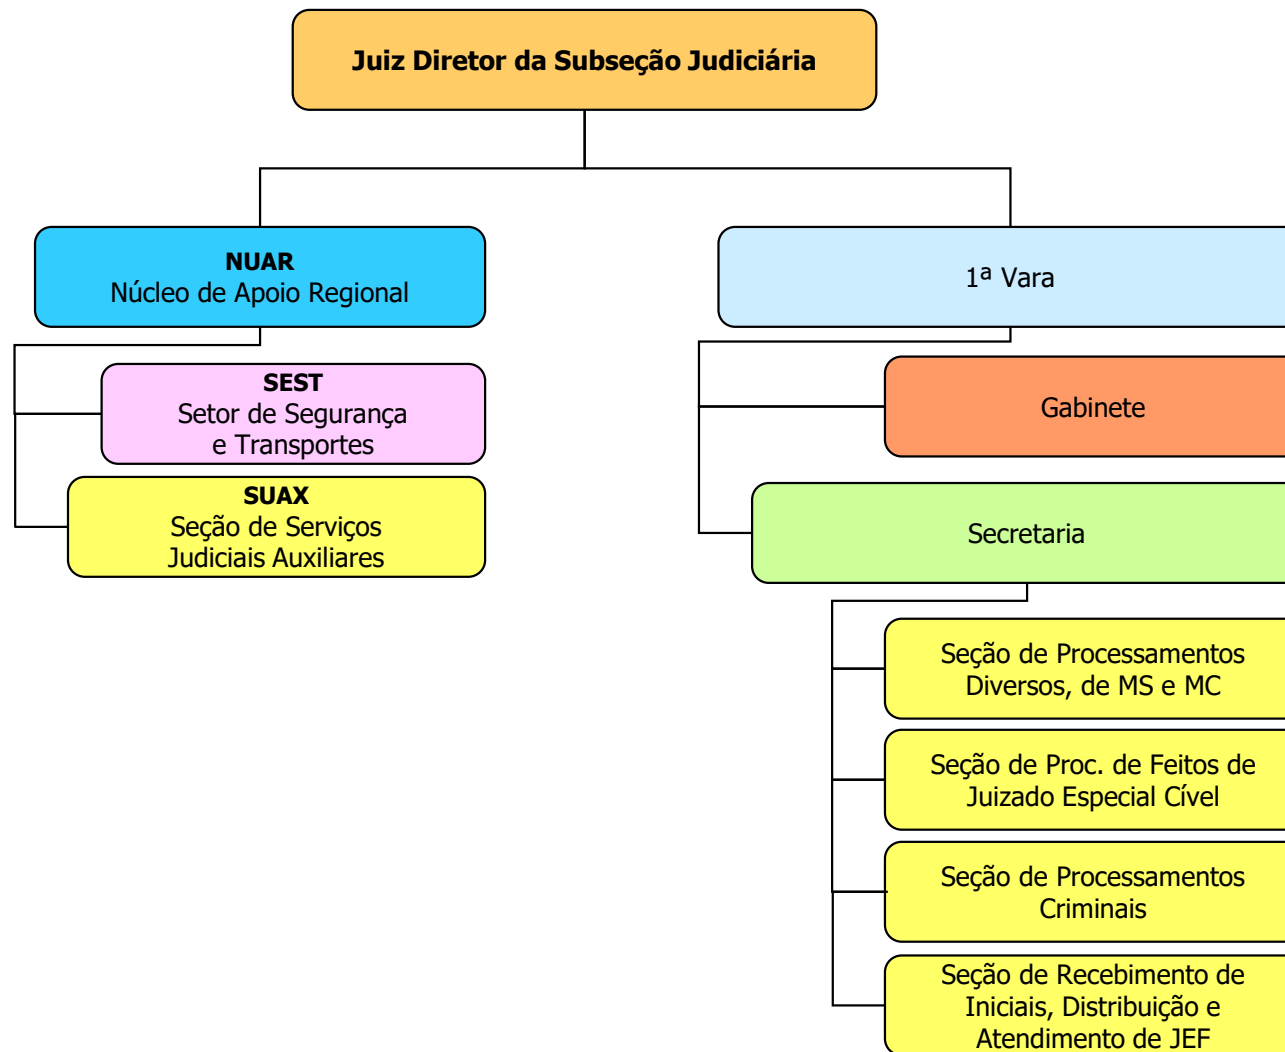 Juiz Diretor da Subseção Judiciária
NUAR
Núcleo de Apoio Regional
SEST
Setor de Segurança
e Transportes
SUAX
Seção de Serviços
Judiciais Auxiliares
1ª Vara
Gabinete
Secretaria
Seção de Processamentos
Diversos, de MS e MC
Seção de Proc. de Feitos de
Juizado Especial Cível
Seção de Processamentos
Criminais
Seção de Recebimento de
Iniciais, Distribuição e
Atendimento de JEF